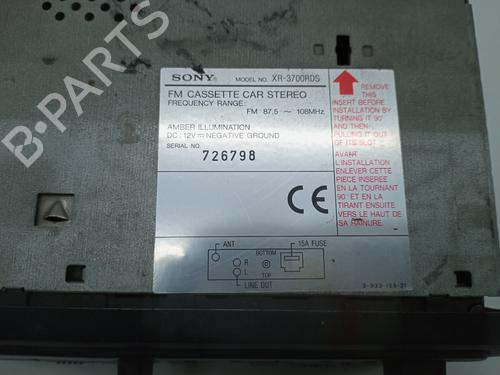 SONY MODEL NO. XR-3700RDS
FM CASSETTE CAR STEREO
FREQUENCY RANGE:
FM 87.5 ~ 108MHz
AMBER ILLUMINATION
DC : 12V ⎓ NEGATIVE GROUND
SERIAL NO.
726798
CE
REMOVE
THIS
INSERT BEFORE
INSTALLATION BY
TURNING IT 90°
AND THEN
PULLING IT OUT
OF ITS SLOT.
AVANT
L'INSTALLATION
ENLEVER CETTE
PIECE INSEREE
EN LA TOURNANT
90° ET EN LA
TIRANT ENSUITE
VERS LE HAUT DE
SA RAINURE.
ANT
BOTTOM
15A FUSE
R
L
TOP
LINE OUT
B-PARTS